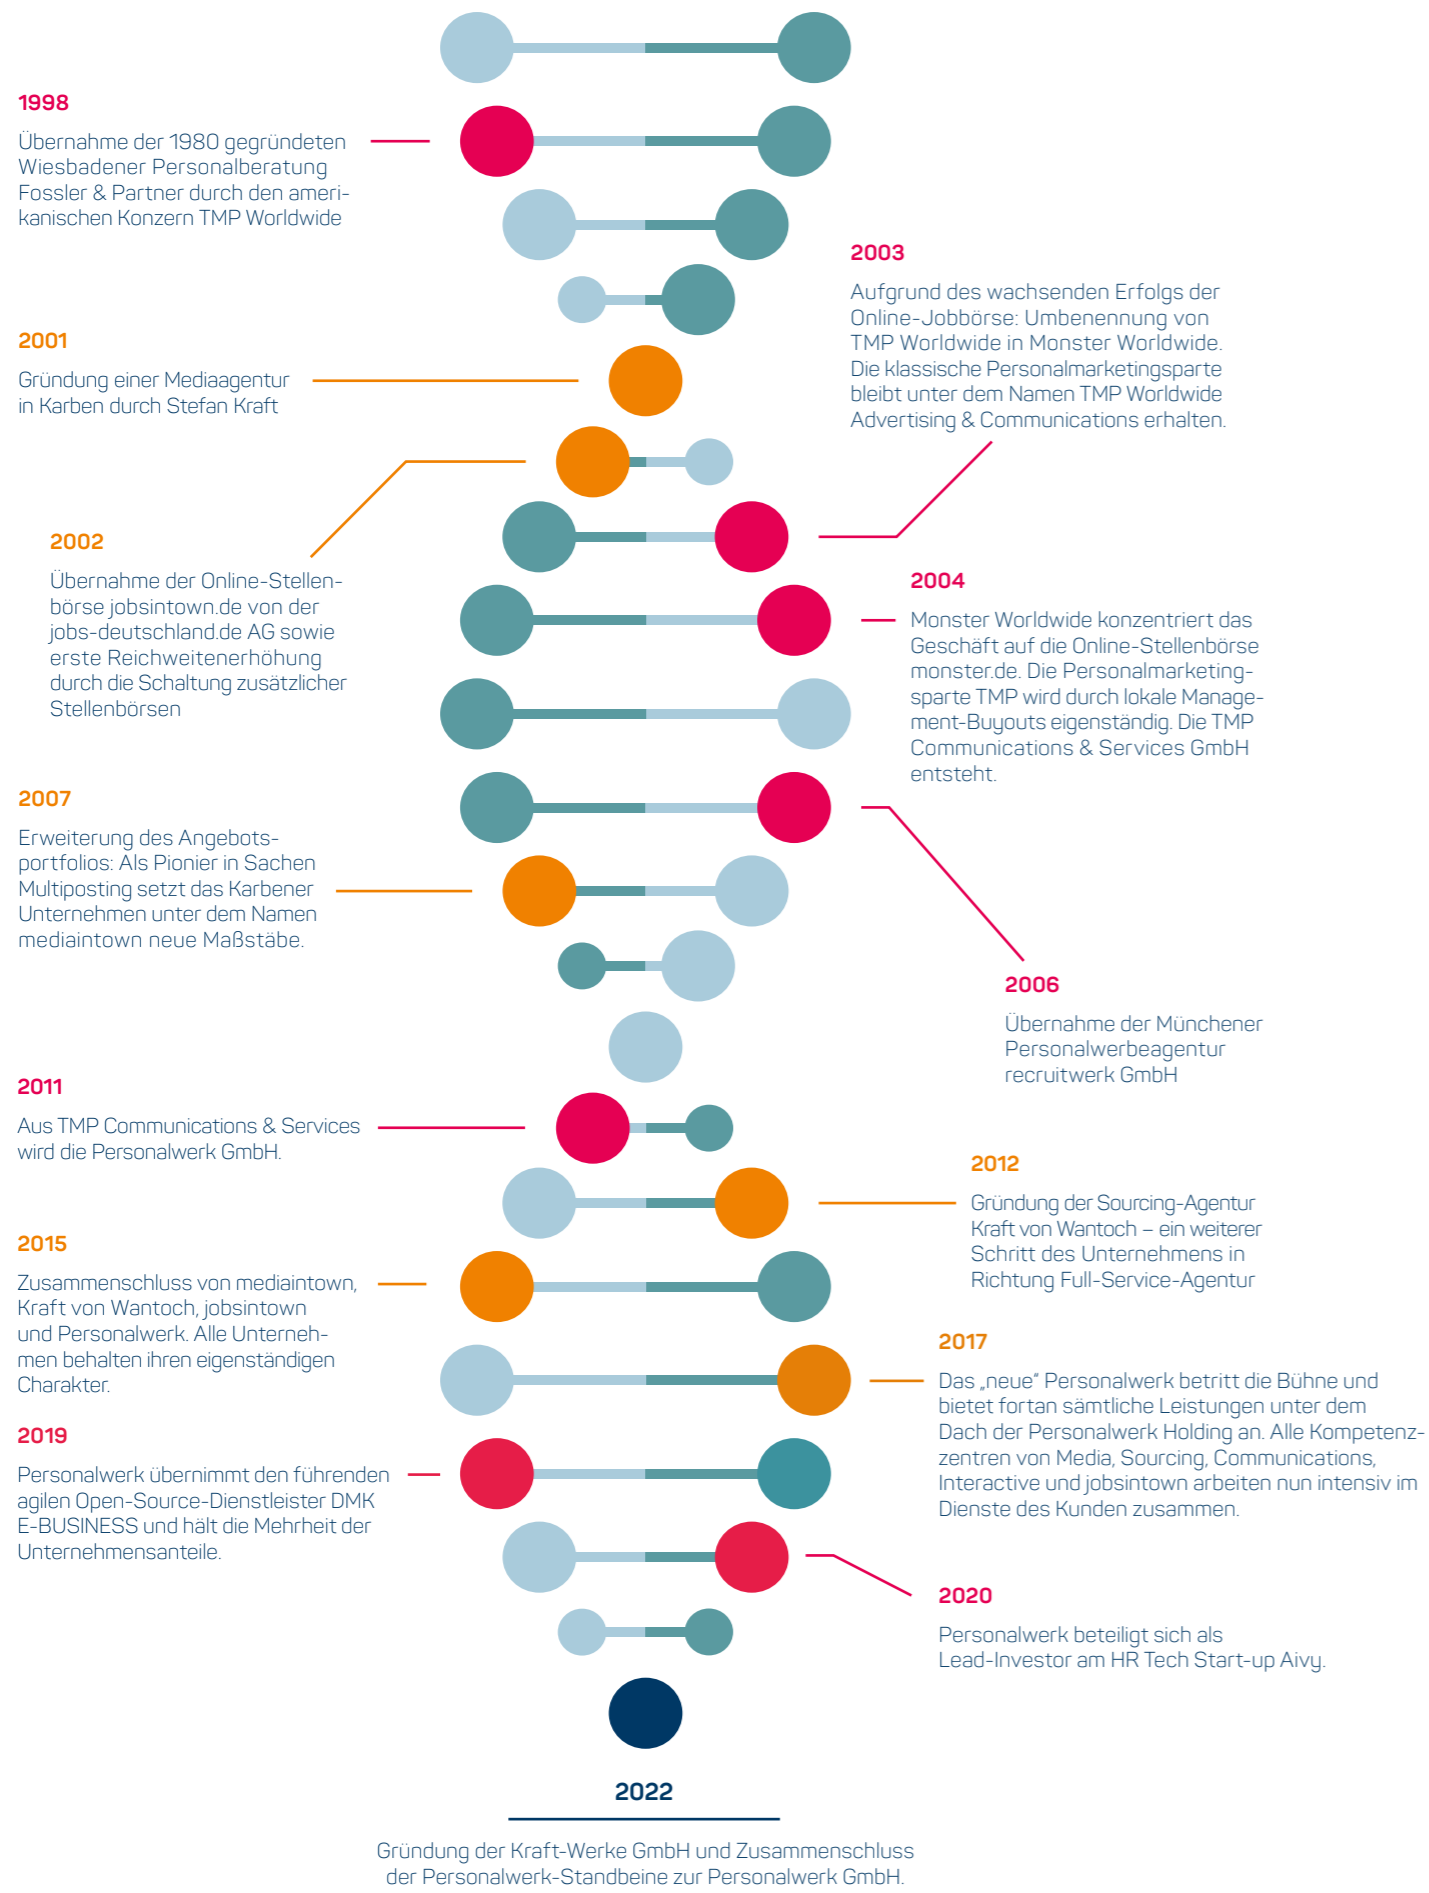 1998
Übernahme der 1980 gegründeten
Wiesbadener Personalberatung
Fossler & Partner durch den ameri-
kanischen Konzern TMP Worldwide
2001
Gründung einer Mediaagentur
in Karben durch Stefan Kraft
2002
Übernahme der Online-Stellen-
börse jobsintown.de von der
jobs-deutschland.de AG sowie
erste Reichweitenerhöhung
durch die Schaltung zusätzlicher
Stellenbörsen
2003
Aufgrund des wachsenden Erfolgs der
Online-Jobbörse: Umbenennung von
TMP Worldwide in Monster Worldwide.
Die klassische Personalmarketingsparte
bleibt unter dem Namen TMP Worldwide
Advertising & Communications erhalten.
2004
Monster Worldwide konzentriert das
Geschäft auf die Online-Stellenbörse
monster.de. Die Personalmarketing-
sparte TMP wird durch lokale Manage-
ment-Buyouts eigenständig. Die TMP
Communications & Services GmbH
entsteht.
2007
Erweiterung des Angebots-
portfolios: Als Pionier in Sachen
Multiposting setzt das Karbener
Unternehmen unter dem Namen
mediaintown neue Maßstäbe.
2006
Übernahme der Münchener
Personalwerbeagentur
recruitwerk GmbH
2011
Aus TMP Communications & Services
wird die Personalwerk GmbH.
2012
Gründung der Sourcing-Agentur
Kraft von Wantoch – ein weiterer
Schritt des Unternehmens in
Richtung Full-Service-Agentur
2015
Zusammenschluss von mediaintown,
Kraft von Wantoch, jobsintown
und Personalwerk. Alle Unterneh-
men behalten ihren eigenständigen
Charakter.
2017
Das „neue“ Personalwerk betritt die Bühne und
bietet fortan sämtliche Leistungen unter dem
Dach der Personalwerk Holding an. Alle Kompetenz-
zentren von Media, Sourcing, Communications,
Interactive und jobsintown arbeiten nun intensiv im
Dienste des Kunden zusammen.
2019
Personalwerk übernimmt den führenden
agilen Open-Source-Dienstleister DMK
E-BUSINESS und hält die Mehrheit der
Unternehmensanteile.
2020
Personalwerk beteiligt sich als
Lead-Investor am HR Tech Start-up Aivy.
2022
Gründung der Kraft-Werke GmbH und Zusammenschluss
der Personalwerk-Standbeine zur Personalwerk GmbH.